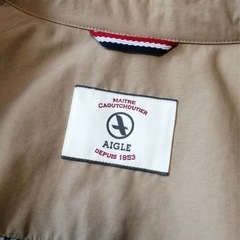 MAITRE
CAOUTCHOUTIER
AIGLE
DEPUIS 1853